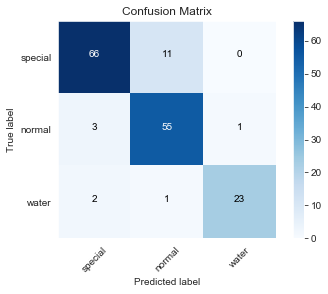 Confusion Matrix
special 66 11 0
normal 3 55 1
water 2 1 23
True label
special normal water
Predicted label
60
50
40
30
20
10
0